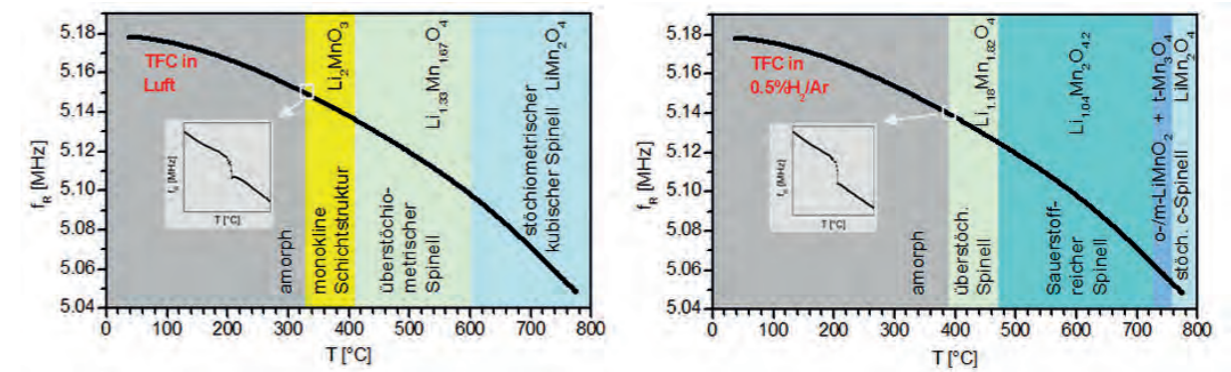 5.18
5.16
5.14
5.12
5.10
5.08
5.06
5.04
f_R [MHz]
0 100 200 300 400 500 600 700 800
T [°C]
TFC in
Luft
f_R [MHz]
T [°C]
amorph
monokline
Schichtstruktur
Li₂MnO₃
überstöchio-
metrischer
Spinell
Li₁.₃₃Mn₁.₆₇O₄
stöchiometrischer
kubischer Spinell LiMn₂O₄
5.18
5.16
5.14
5.12
5.10
5.08
5.06
5.04
f_R [MHz]
0 100 200 300 400 500 600 700 800
T [°C]
TFC in
0.5%H₂/Ar
f_R [MHz]
T [°C]
amorph
überstöch.
Spinell
Li₁.₁₈Mn₁.₈₂O₄
Sauerstoff-
reicher
Spinell
Li₁.₀₄Mn₂O₄.₂
o-/m-LiMnO₂ + t-Mn₃O₄
stöch. c-Spinell LiMn₂O₄